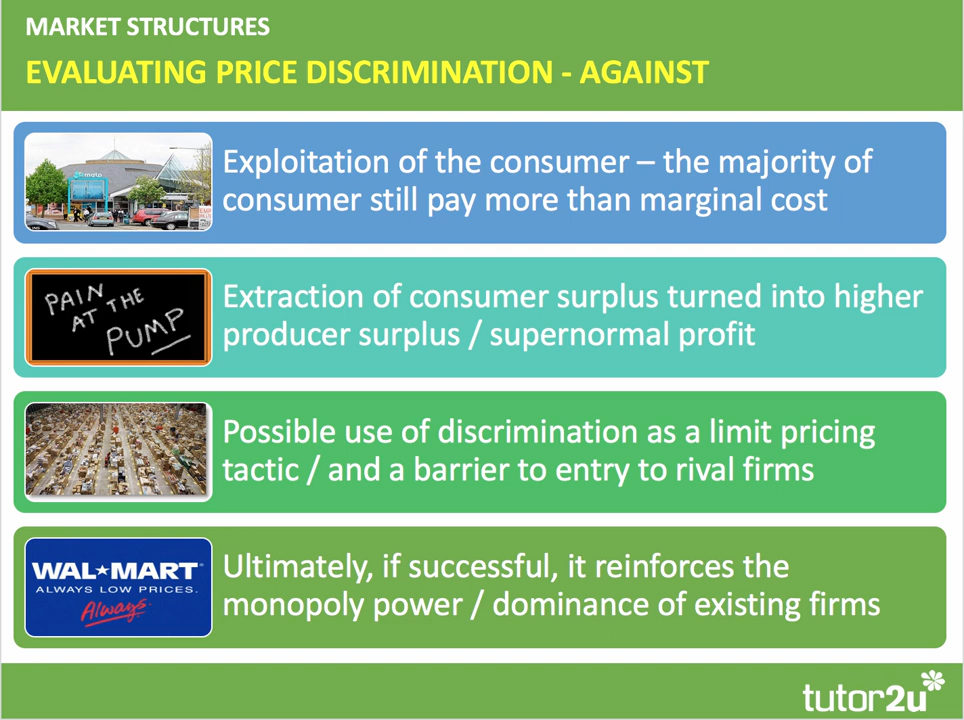 MARKET STRUCTURES
EVALUATING PRICE DISCRIMINATION - AGAINST
moto
Exploitation of the consumer – the majority of
consumer still pay more than marginal cost
PAIN
AT THE
PUMP
Extraction of consumer surplus turned into higher
producer surplus / supernormal profit
Possible use of discrimination as a limit pricing
tactic / and a barrier to entry to rival firms
WAL★MART
ALWAYS LOW PRICES.
Always.
Ultimately, if successful, it reinforces the
monopoly power / dominance of existing firms
tutor2u